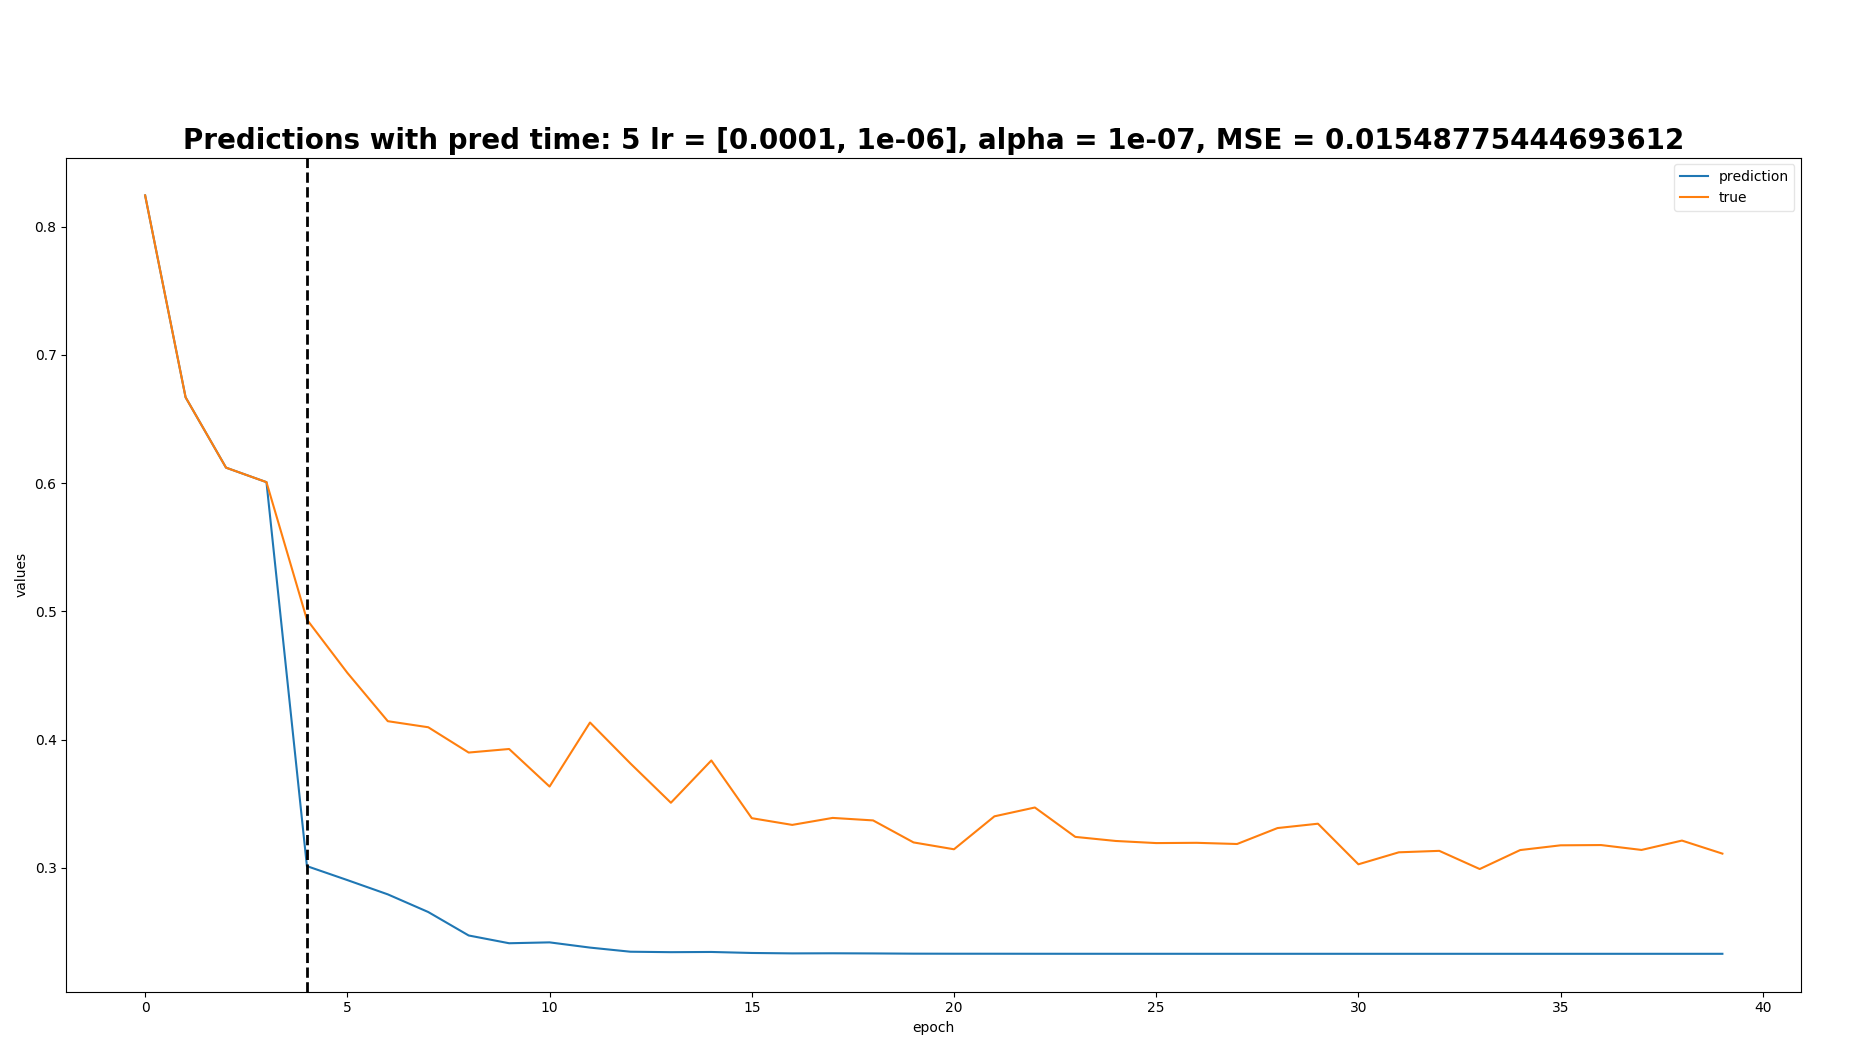 Predictions with pred time: 5 lr = [0.0001, 1e-06], alpha = 1e-07, MSE = 0.01548775444693612
prediction
true
0.8
0.7
0.6
0.5
0.4
0.3
values
0 5 10 15 20 25 30 35 40
epoch